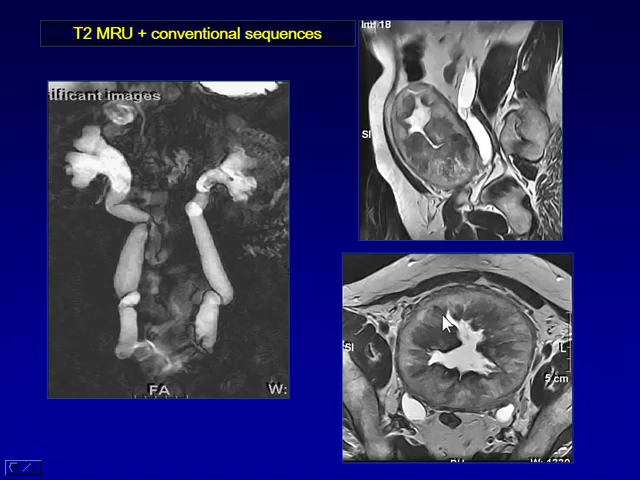 T2 MRU + conventional sequences
Im: 18
ificant images
SI
SI
L
5 cm
FA
W: